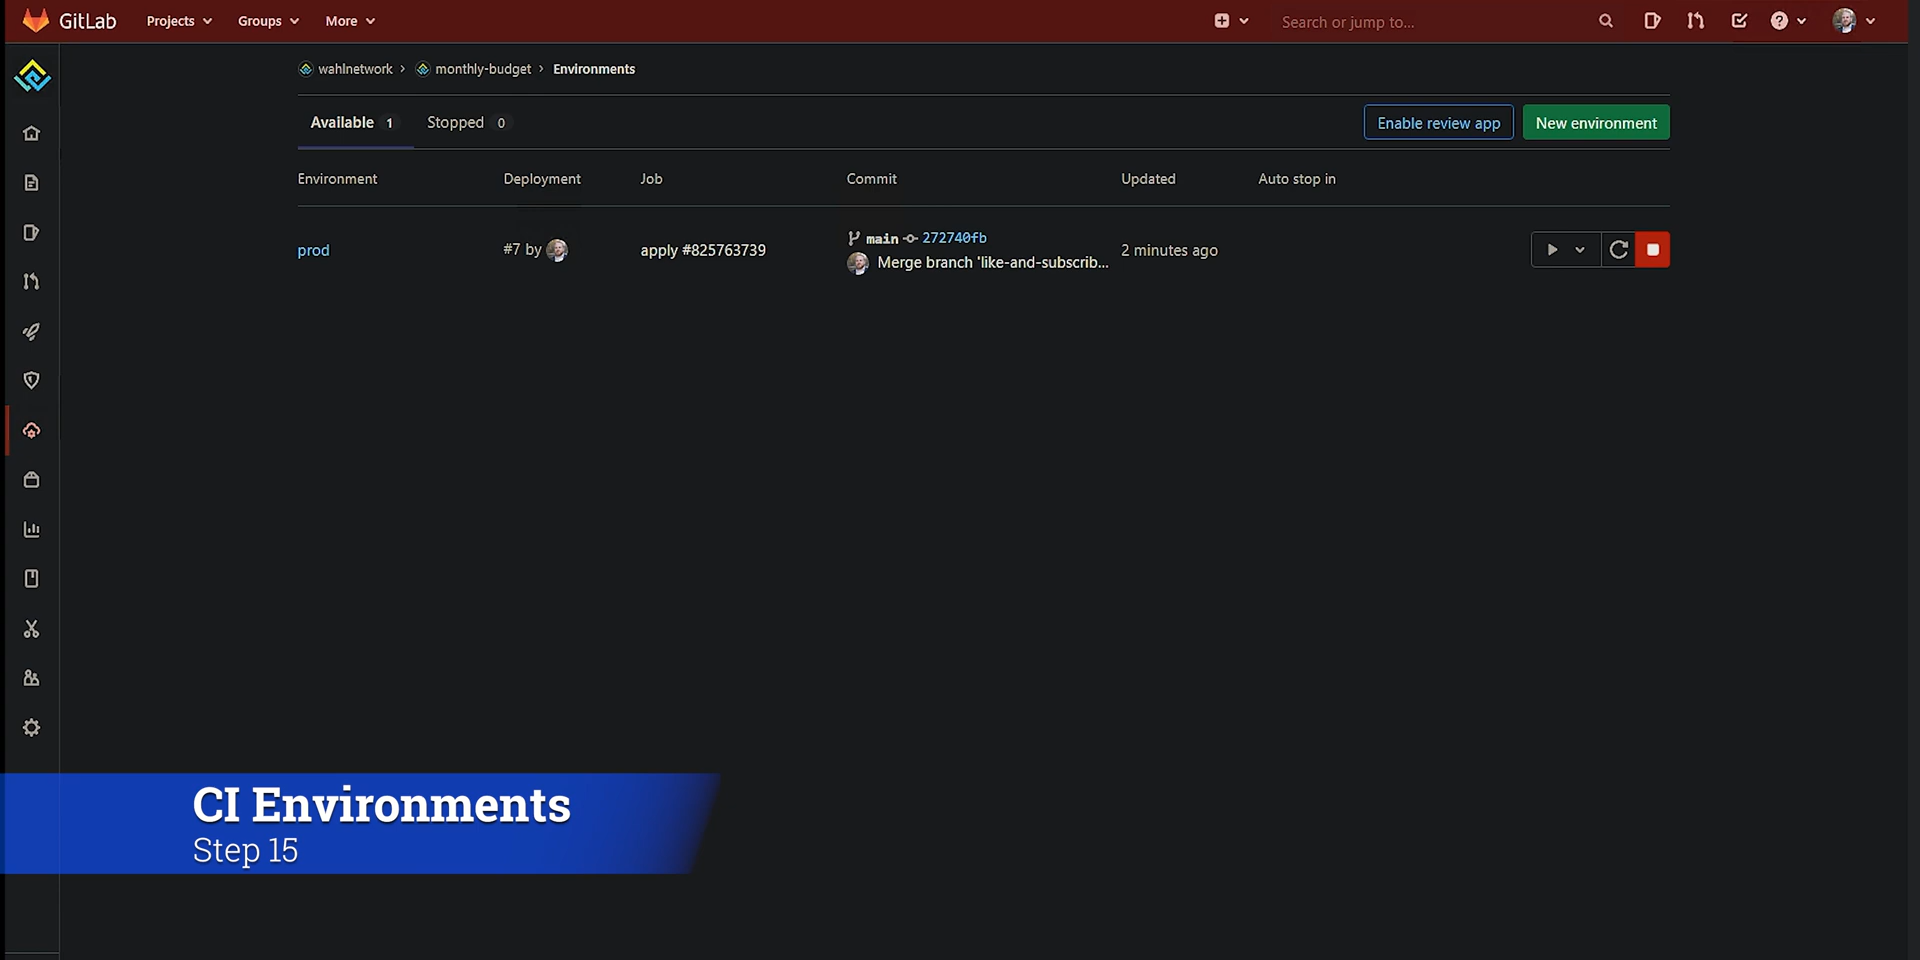 GitLab Projects Groups More Search or jump to...
wahlnetwork › monthly-budget › Environments
Available 1 Stopped 0 Enable review app New environment
Environment Deployment Job Commit Updated Auto stop in
prod #7 by apply #825763739 main 272740fb 2 minutes ago
Merge branch 'like-and-subscrib...
CI Environments
Step 15